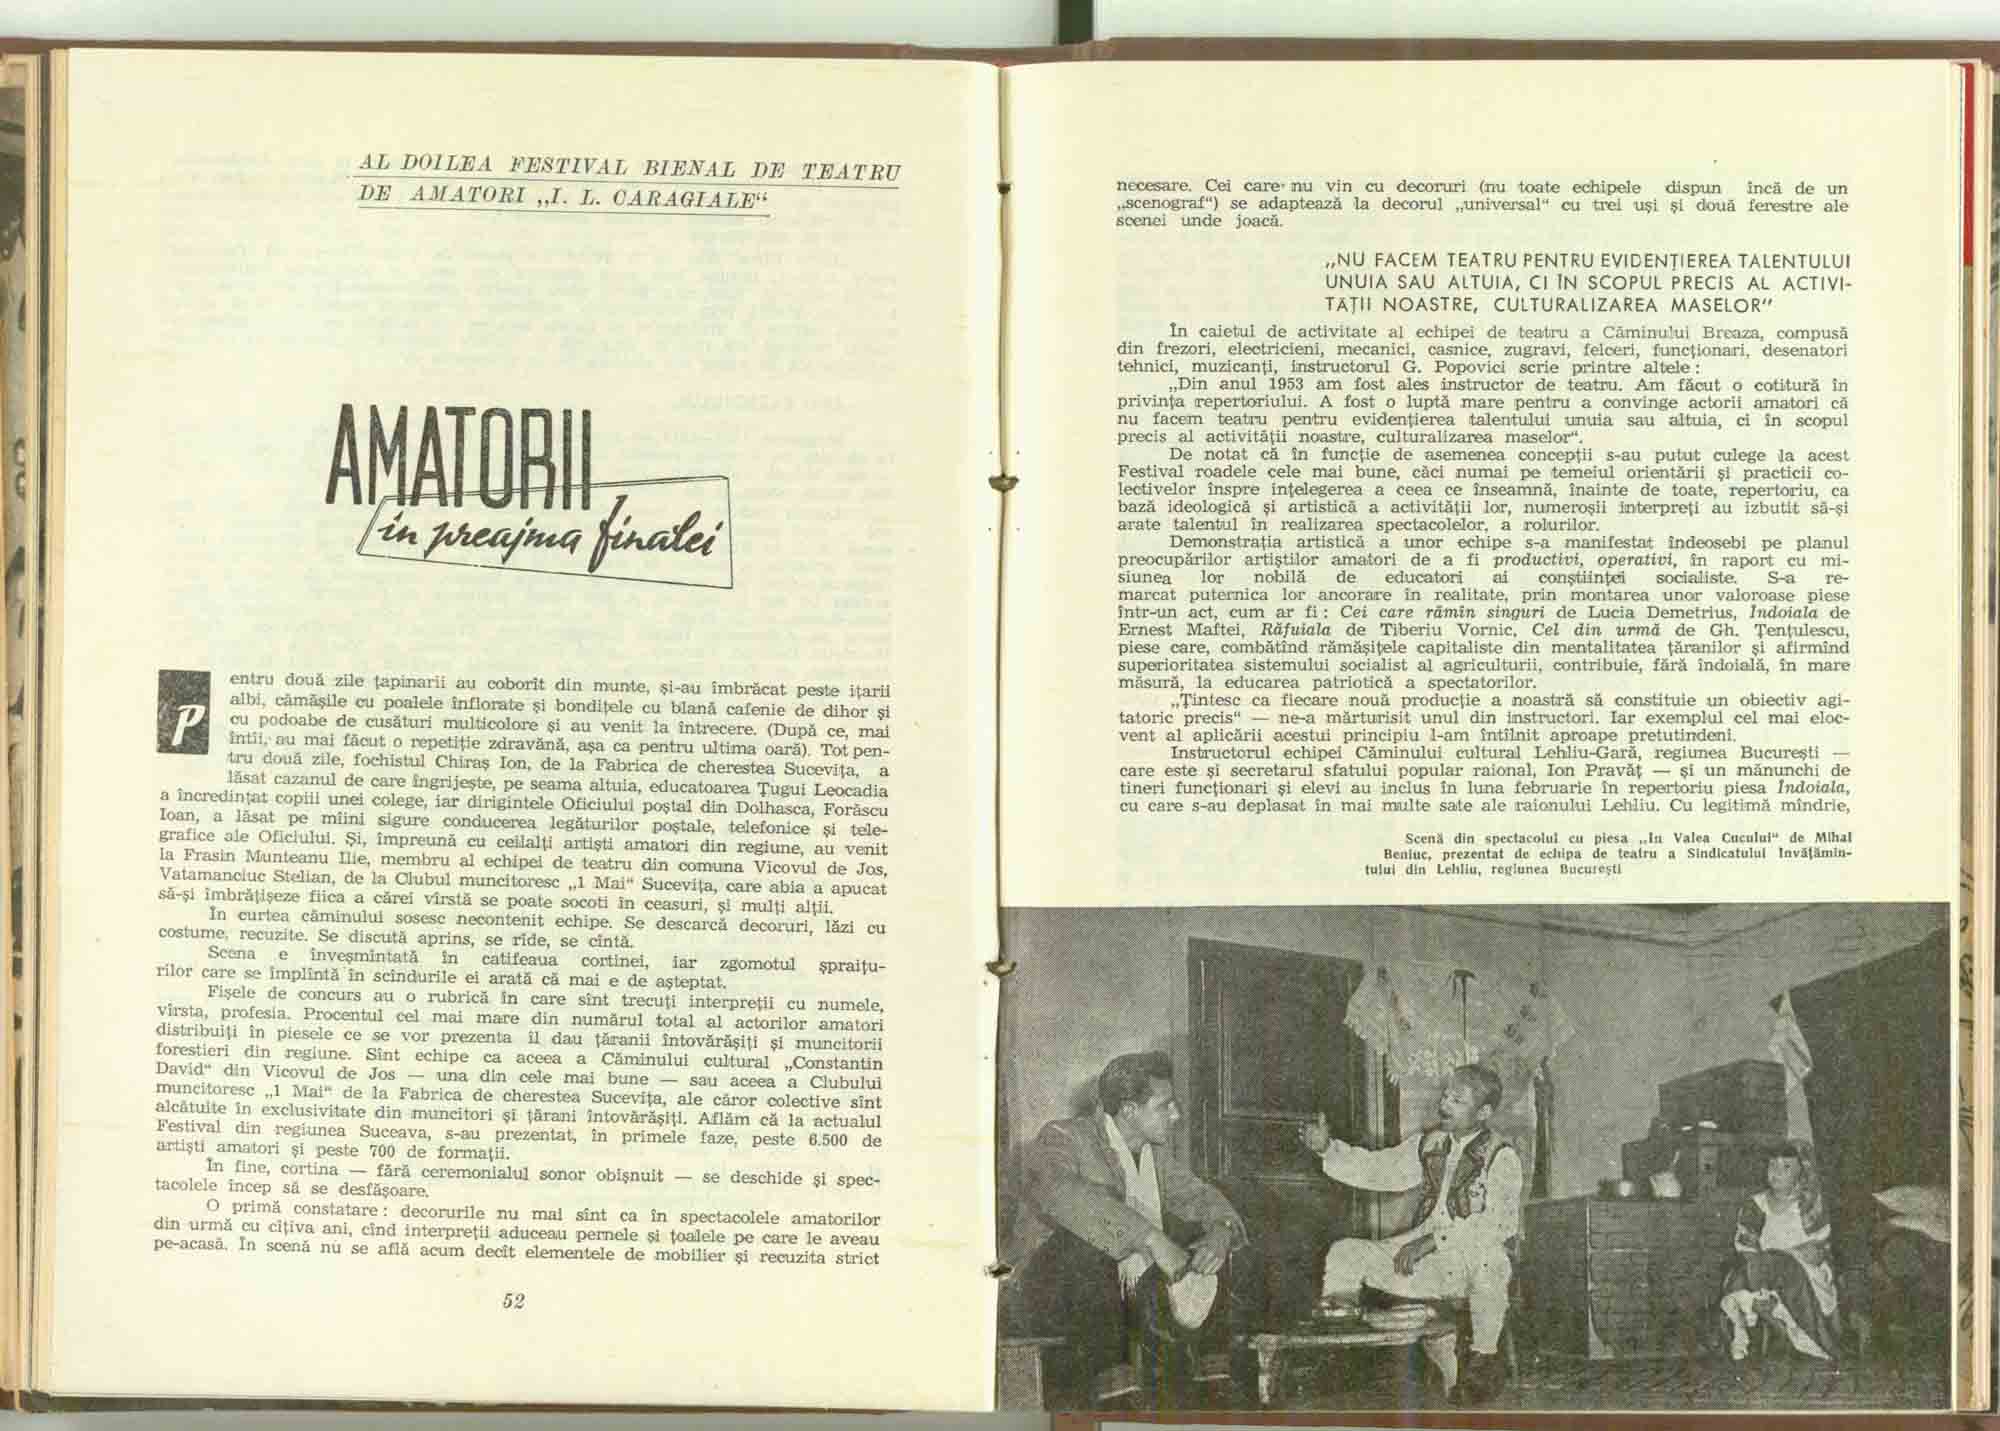 AL DOILEA FESTIVAL BIENAL DE TEATRU
DE AMATORI „I. L. CARAGIALE“
AMATORII
în preajma finalei
Pentru două zile țapinarii au coborît din munte, și-au îmbrăcat peste ițarii
albi, cămășile cu poalele înflorate și bondițele cu blană cafenie de dihor și
cu podoabe de cusături multicolore și au venit la întrecere. (După ce, mai
întîi, au mai făcut o repetiție zdravănă, așa ca pentru ultima oară). Tot pen-
tru două zile, fochistul Chiraș Ion, de la Fabrica de cherestea Sucevița, a
lăsat cazanul de care îngrijește, pe seama altuia, educatoarea Țugui Leocadia
a încredințat copiii unei colege, iar dirigintele Oficiului poștal din Dolhasca, Forăscu
Ioan, a lăsat pe mîini sigure conducerea legăturilor poștale, telefonice și tele-
grafice ale Oficiului. Și, împreună cu ceilalți artiști amatori din regiune, au venit
la Frasin Munteanu Ilie, membru al echipei de teatru din comuna Vicovul de Jos,
Vatamanciuc Stelian, de la Clubul muncitoresc „1 Mai“ Sucevița, care abia a apucat
să-și îmbrățișeze fiica a cărei vîrstă se poate socoti în ceasuri, și mulți alții.
În curtea căminului sosesc necontenit echipe. Se descarcă decoruri, lăzi cu
costume, recuzite. Se discută aprins, se rîde, se cîntă.
Scena e înveșmîntată în catifeaua cortinei, iar zgomotul șpraițu-
rilor care se împlîntă în scîndurile ei arată că mai e de așteptat.
Fișele de concurs au o rubrică în care sînt trecuți interpreții cu numele,
vîrsta, profesia. Procentul cel mai mare din numărul total al actorilor amatori
distribuiți în piesele ce se vor prezenta îl dau țăranii întovărășiți și muncitorii
forestieri din regiune. Sînt echipe ca aceea a Căminului cultural „Constantin
David“ din Vicovul de Jos — una din cele mai bune — sau aceea a Clubului
muncitoresc „1 Mai“ de la Fabrica de cherestea Sucevița, ale căror colective sînt
alcătuite în exclusivitate din muncitori și țărani întovărășiți. Aflăm că la actualul
Festival din regiunea Suceava, s-au prezentat, în primele faze, peste 6.500 de
artiști amatori și peste 700 de formații.
În fine, cortina — fără ceremonialul sonor obișnuit — se deschide și spec-
tacolele încep să se desfășoare.
O primă constatare : decorurile nu mai sînt ca în spectacolele amatorilor
din urmă cu cîțiva ani, cînd interpreții aduceau pernele și țoalele pe care le aveau
pe-acasă. În scenă nu se află acum decît elementele de mobilier și recuzita strict
52
necesare. Cei care nu vin cu decoruri (nu toate echipele dispun încă de un
„scenograf“) se adaptează la decorul „universal“ cu trei uși și două ferestre ale
scenei unde joacă.
„NU FACEM TEATRU PENTRU EVIDENȚIEREA TALENTULUI
UNUIA SAU ALTUIA, CI ÎN SCOPUL PRECIS AL ACTIVI-
TĂȚII NOASTRE, CULTURALIZAREA MASELOR”
În caietul de activitate al echipei de teatru a Căminului Breaza, compusă
din frezori, electricieni, mecanici, casnice, zugravi, felceri, funcționari, desenatori
tehnici, muzicanți, instructorul G. Popovici scrie printre altele :
„Din anul 1953 am fost ales instructor de teatru. Am făcut o cotitură în
privința repertoriului. A fost o luptă mare pentru a convinge actorii amatori că
nu facem teatru pentru evidențierea talentului unuia sau altuia, ci în scopul
precis al activității noastre, culturalizarea maselor“.
De notat că în funcție de asemenea concepții s-au putut culege la acest
Festival roadele cele mai bune, căci numai pe temeiul orientării și practicii co-
lectivelor înspre înțelegerea a ceea ce înseamnă, înainte de toate, repertoriu, ca
bază ideologică și artistică a activității lor, numeroșii interpreți au izbutit să-și
arate talentul în realizarea spectacolelor, a rolurilor.
Demonstrația artistică a unor echipe s-a manifestat îndeosebi pe planul
preocupărilor artiștilor amatori de a fi productivi, operativi, în raport cu mi-
siunea lor nobilă de educatori ai conștiinței socialiste. S-a re-
marcat puternica lor ancorare în realitate, prin montarea unor valoroase piese
într-un act, cum ar fi : Cei care rămîn singuri de Lucia Demetrius, Îndoiala de
Ernest Maftei, Răfuiala de Tiberiu Vornic, Cel din urmă de Gh. Țențulescu,
piese care, combătînd rămășițele capitaliste din mentalitatea țăranilor și afirmînd
superioritatea sistemului socialist al agriculturii, contribuie, fără îndoială, în mare
măsură, la educarea patriotică a spectatorilor.
„Țintesc ca fiecare nouă producție a noastră să constituie un obiectiv agi-
tatoric precis“ — ne-a mărturisit unul din instructori. Iar exemplul cel mai eloc-
vent al aplicării acestui principiu l-am întîlnit aproape pretutindeni.
Instructorul echipei Căminului cultural Lehliu-Gară, regiunea București —
care este și secretarul sfatului popular raional, Ion Pravăț — și un mănunchi de
tineri funcționari și elevi au inclus în luna februarie în repertoriu piesa Îndoiala,
cu care s-au deplasat în mai multe sate ale raionului Lehliu. Cu legitimă mîndrie,
Scenă din spectacolul cu piesa „In Valea Cucului“ de Mihai
Beniuc, prezentat de echipa de teatru a Sindicatului Invățămîn-
tului din Lehliu, regiunea București